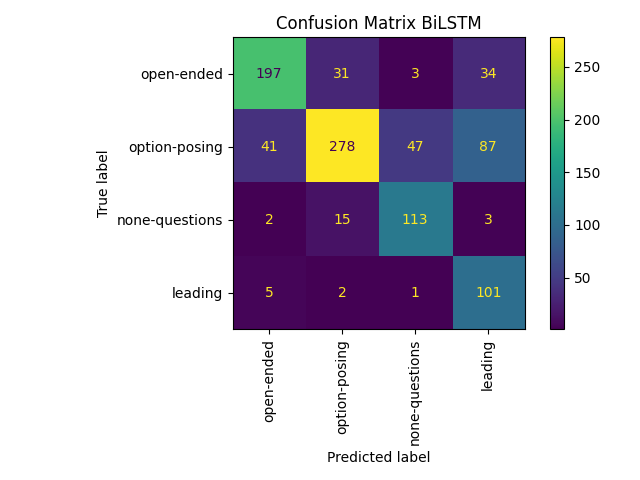 Confusion Matrix BiLSTM
True label
open-ended 197 31 3 34
option-posing 41 278 47 87
none-questions 2 15 113 3
leading 5 2 1 101
open-ended option-posing none-questions leading
Predicted label
250
200
150
100
50